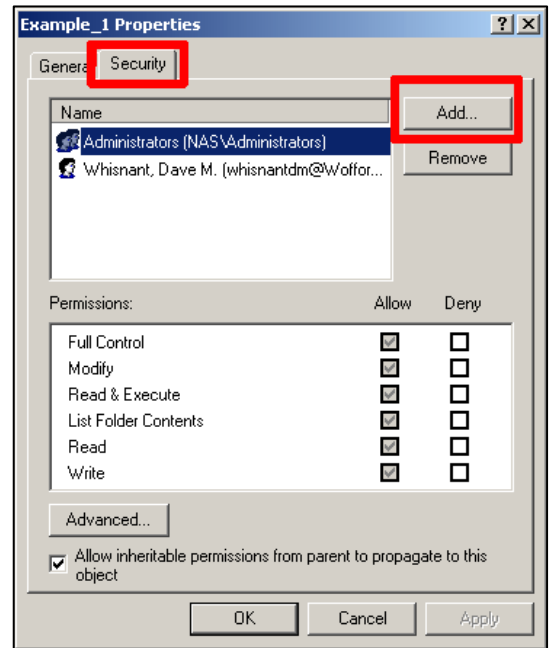 Example_1 Properties
General Security
Name
Add...
Administrators (NAS\Administrators)
Remove
Whisnant, Dave M. (whisnantdm@Woffor...
Permissions: Allow Deny
Full Control
Modify
Read & Execute
List Folder Contents
Read
Write
Advanced...
Allow inheritable permissions from parent to propagate to this
object
OK Cancel Apply